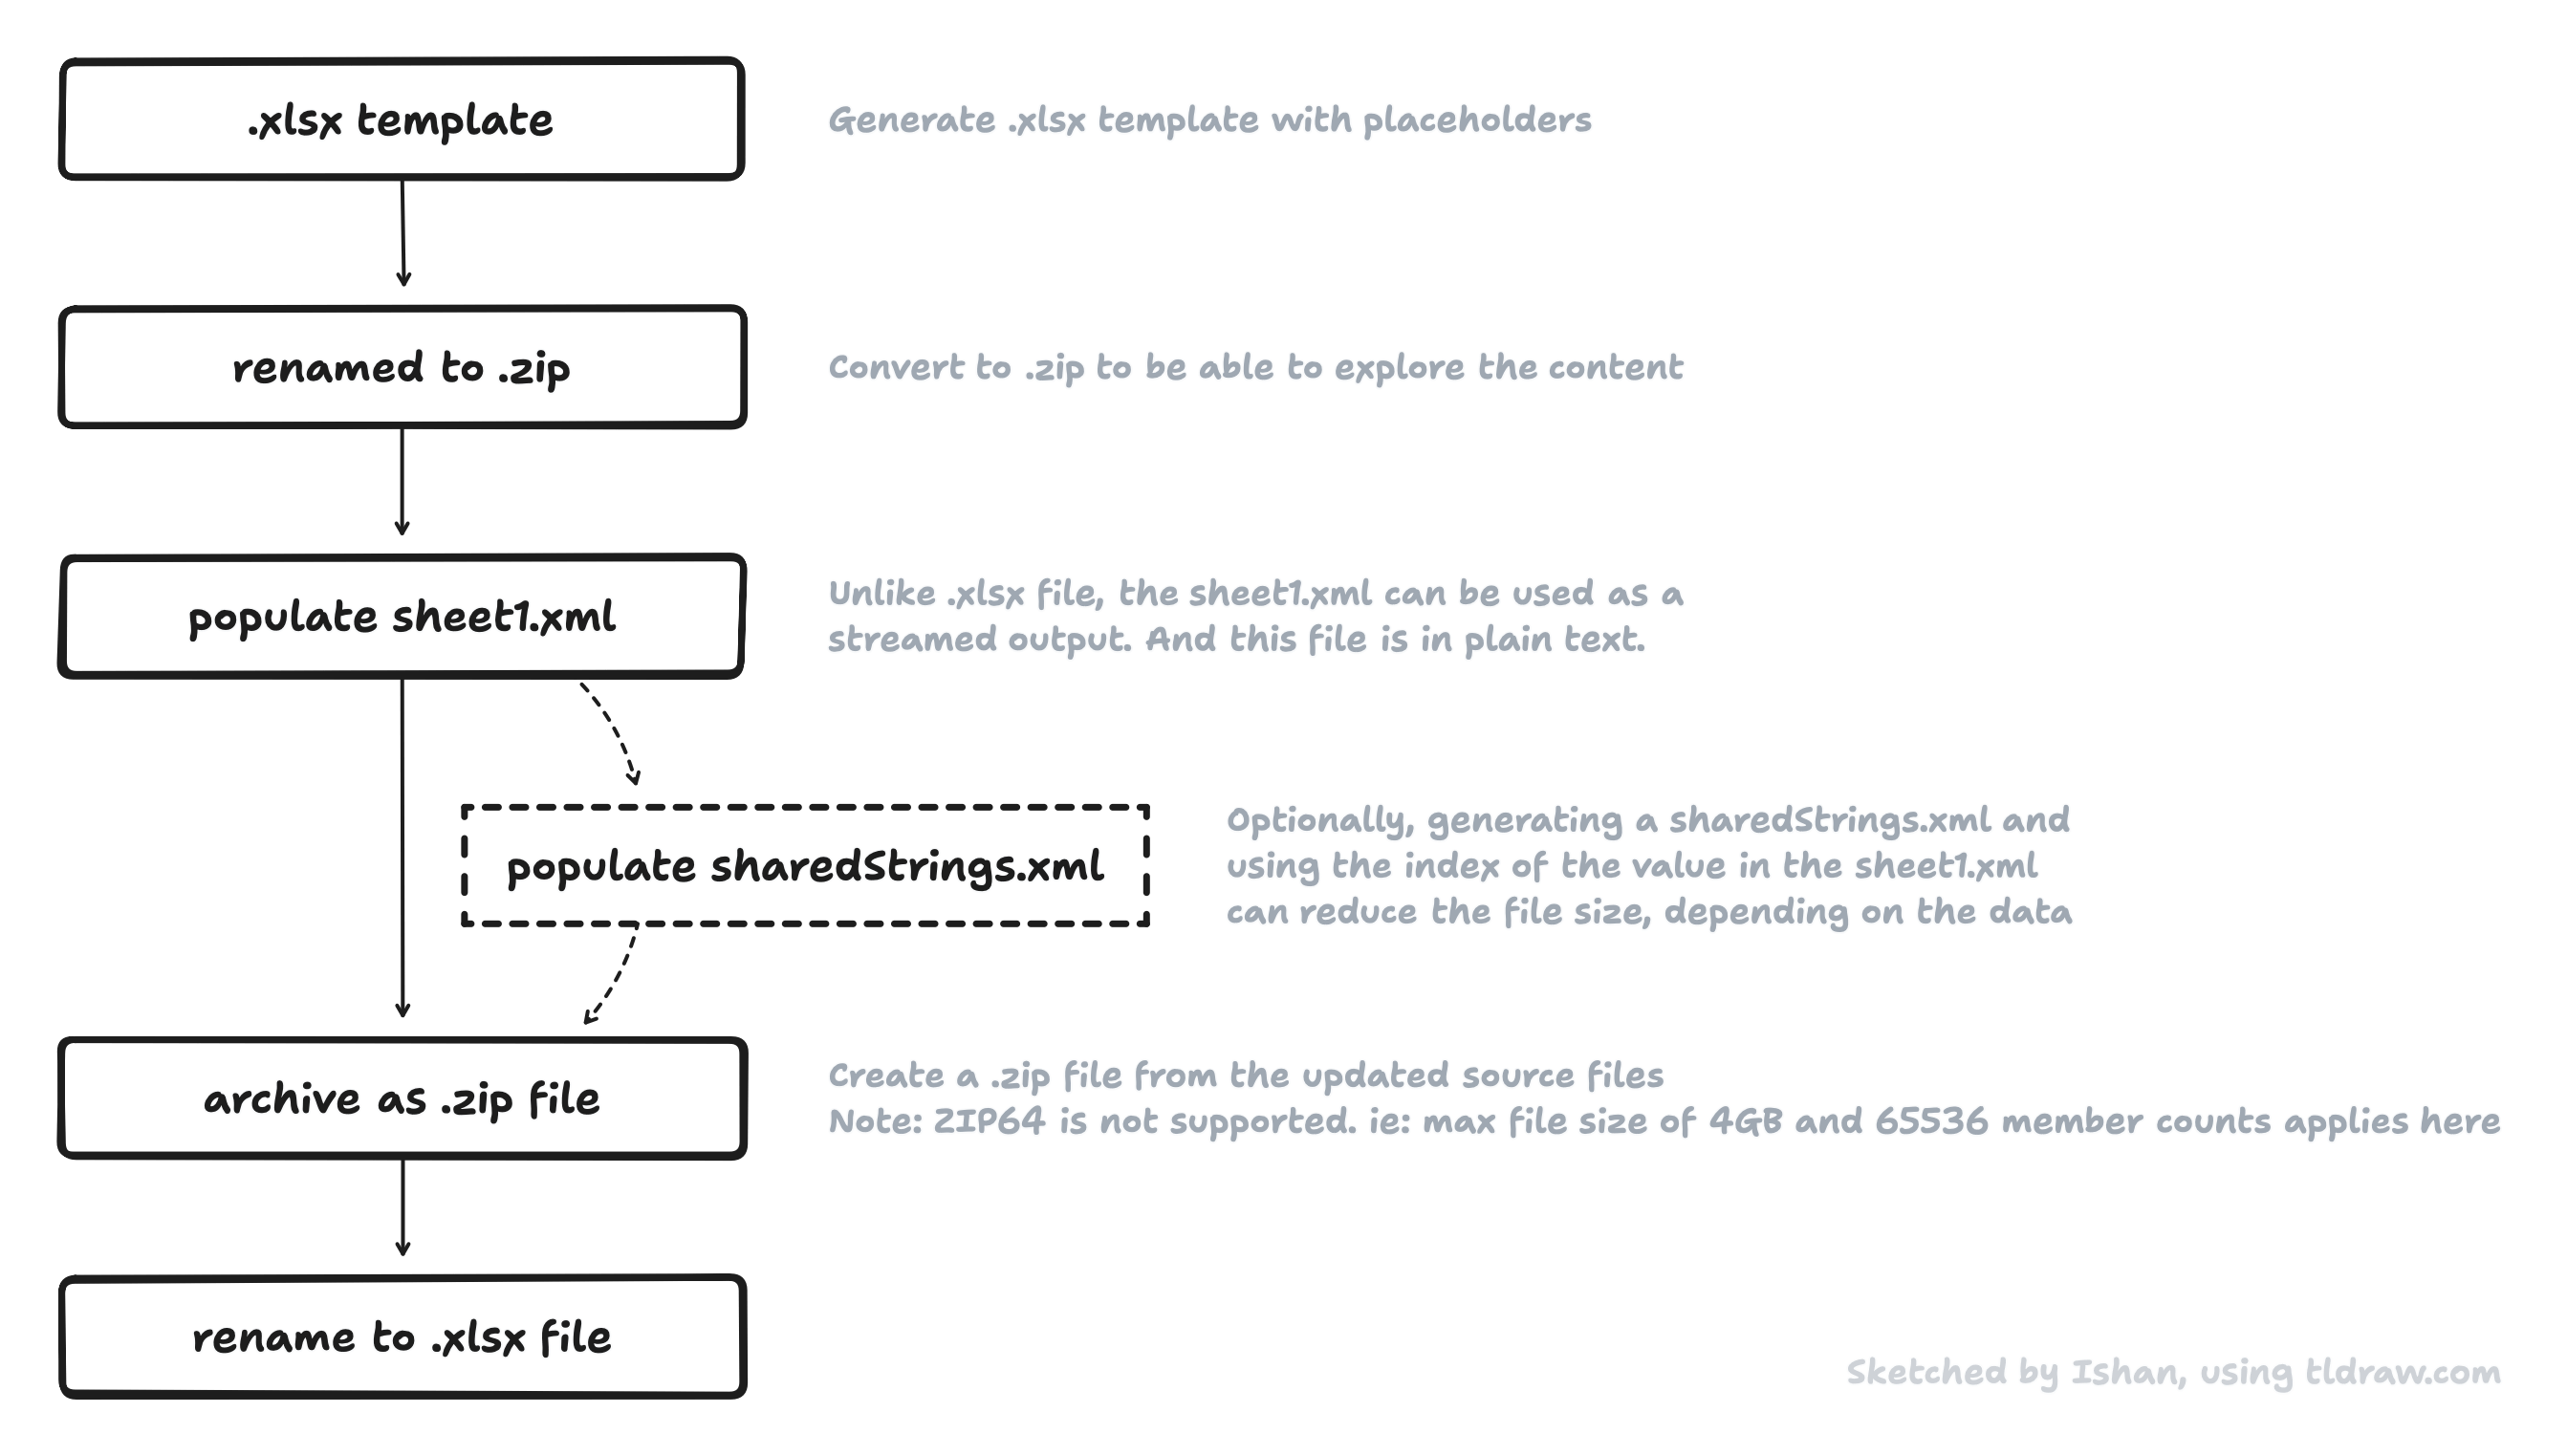 .xlsx template
Generate .xlsx template with placeholders
renamed to .zip
Convert to .zip to be able to explore the content
populate sheet1.xml
Unlike .xlsx file, the sheet1.xml can be used as a
streamed output. And this file is in plain text.
populate sharedStrings.xml
Optionally, generating a sharedStrings.xml and
using the index of the value in the sheet1.xml
can reduce the file size, depending on the data
archive as .zip file
Create a .zip file from the updated source files
Note: ZIP64 is not supported. ie: max file size of 4GB and 65536 member counts applies here
rename to .xlsx file
Sketched by Ishan, using tldraw.com